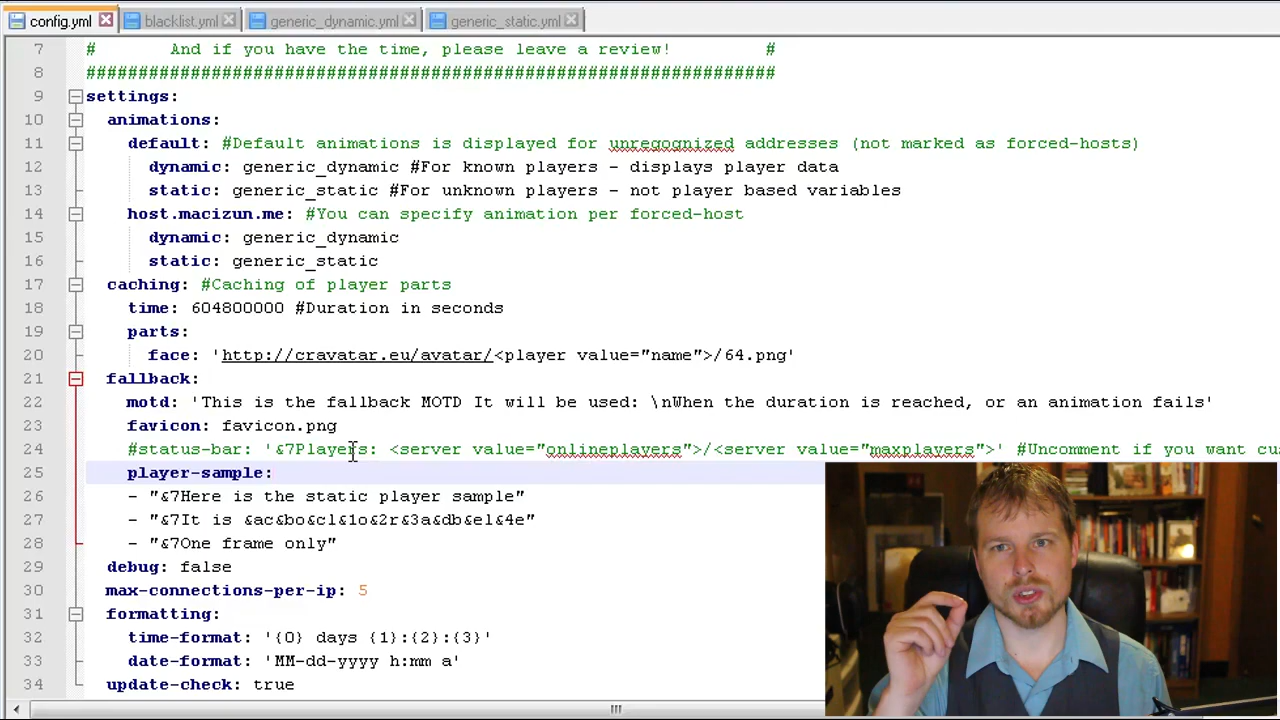 config.yml blacklist.yml generic_dynamic.yml generic_static.yml
7 # And if you have the time, please leave a review! #
8 ##################################################################
9 settings:
10 animations:
11 default: #Default animations is displayed for unregognized addresses (not marked as forced-hosts)
12 dynamic: generic_dynamic #For known players - displays player data
13 static: generic_static #For unknown players - not player based variables
14 host.macizun.me: #You can specify animation per forced-host
15 dynamic: generic_dynamic
16 static: generic_static
17 caching: #Caching of player parts
18 time: 604800000 #Duration in seconds
19 parts:
20 face: 'http://cravatar.eu/avatar/<player value="name">/64.png'
21 fallback:
22 motd: 'This is the fallback MOTD It will be used: \nWhen the duration is reached, or an animation fails'
23 favicon: favicon.png
24 #status-bar: '&7Players: <server value="onlineplayers">/<server value="maxplayers">' #Uncomment if you want cu
25 player-sample:
26 - "&7Here is the static player sample"
27 - "&7It is &ac&bo&cl&1o&2r&3a&db&el&4e"
28 - "&7One frame only"
29 debug: false
30 max-connections-per-ip: 5
31 formatting:
32 time-format: '{0} days {1}:{2}:{3}'
33 date-format: 'MM-dd-yyyy h:mm a'
34 update-check: true